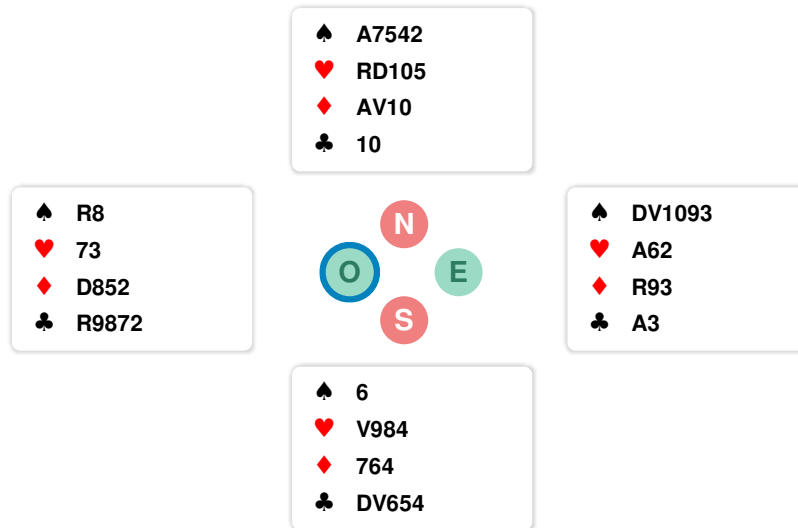 ♠ A7542
♥ RD105
♦ AV10
♣ 10
♠ R8
♥ 73
♦ D852
♣ R9872
N
O E
S
♠ DV1093
♥ A62
♦ R93
♣ A3
♠ 6
♥ V984
♦ 764
♣ DV654